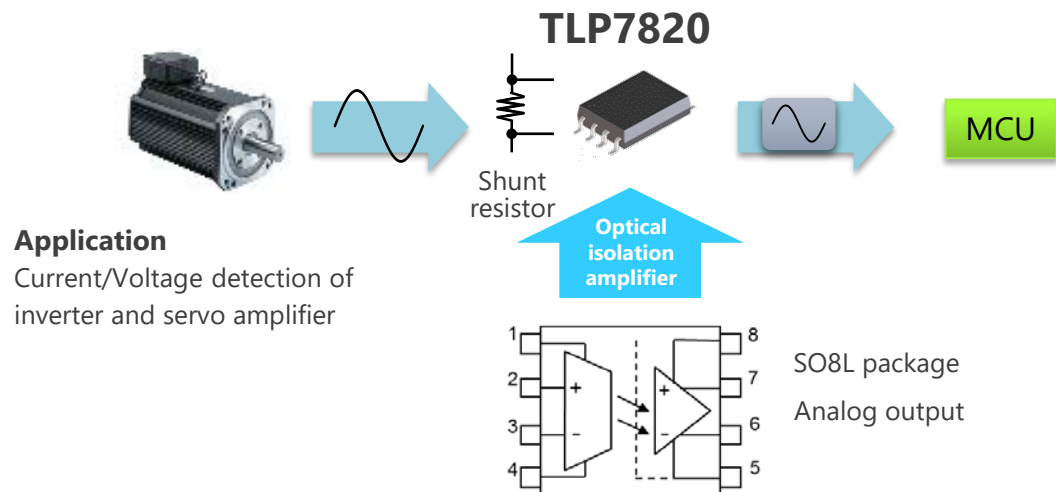 TLP7820
MCU
Shunt
resistor
Optical
isolation
amplifier
Application
Current/Voltage detection of
inverter and servo amplifier
1
2
3
4
+
−
+
−
8
7
6
5
SO8L package
Analog output